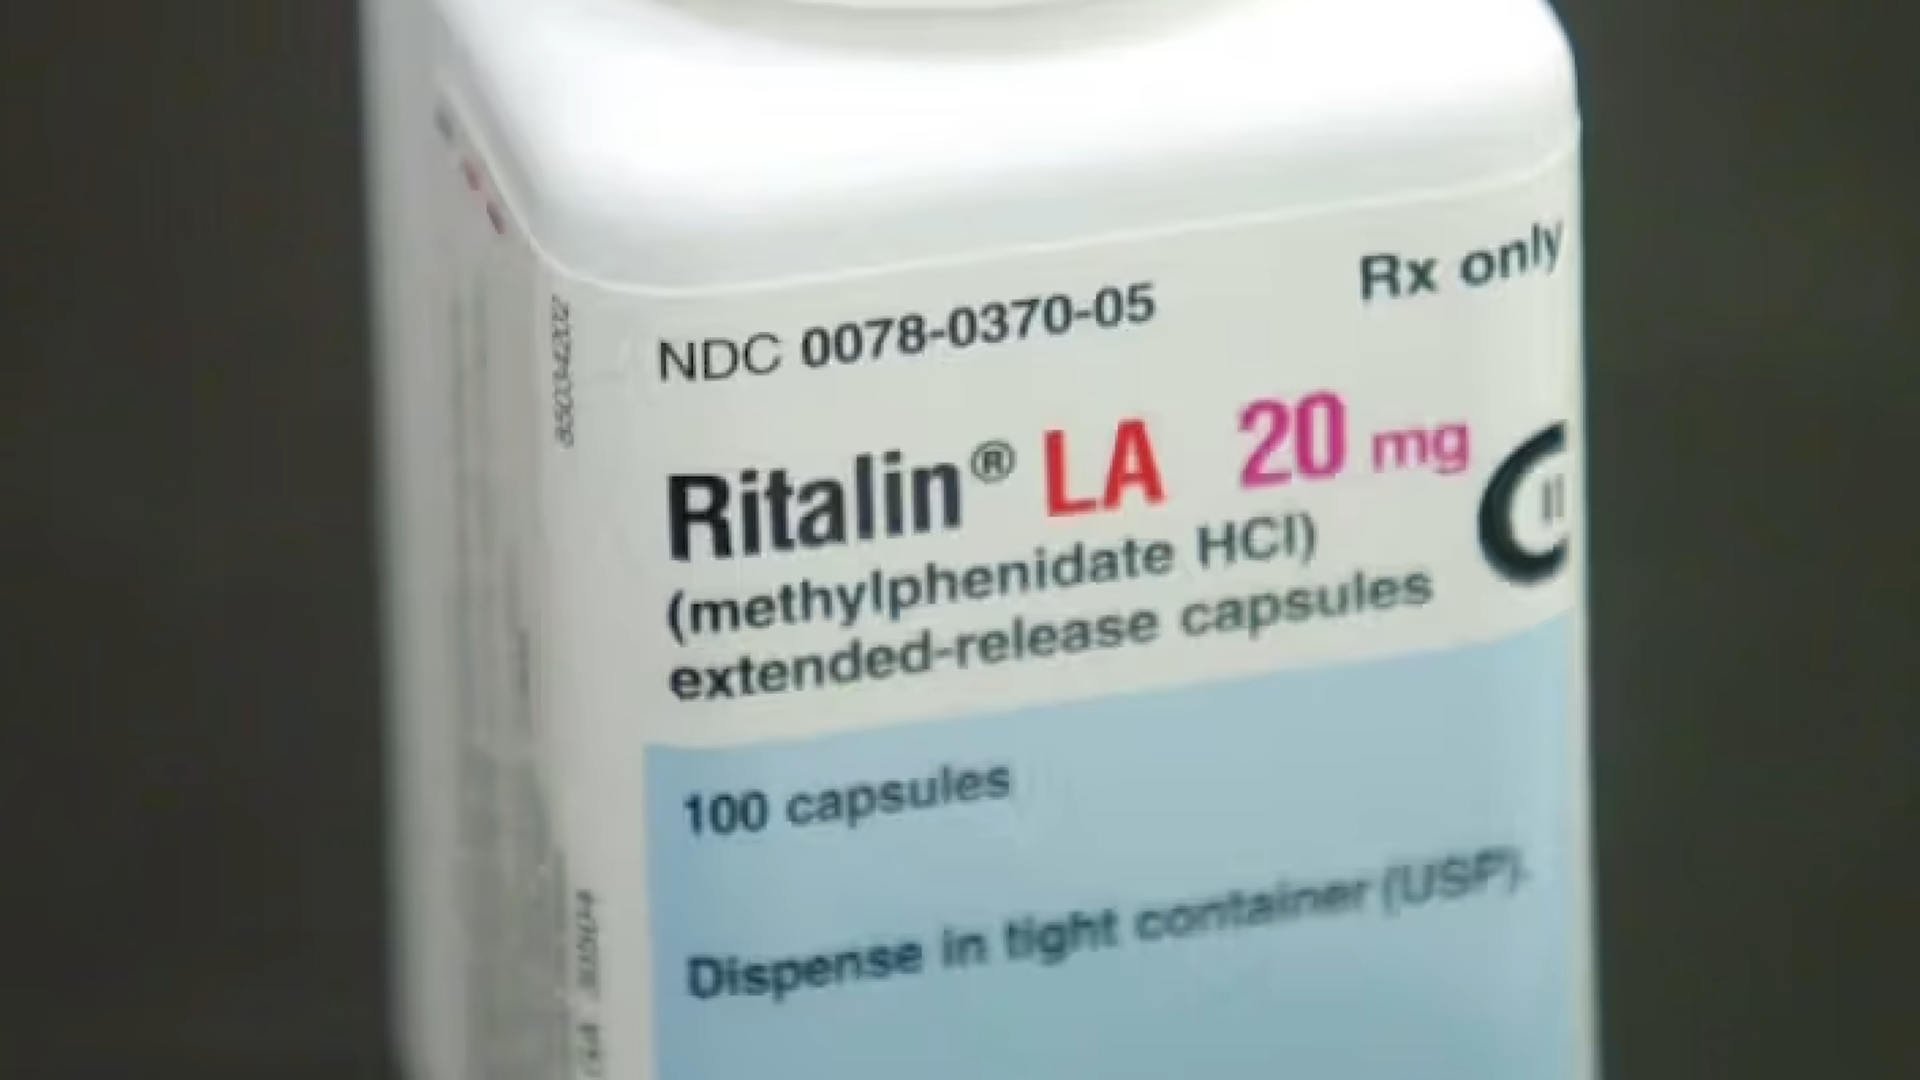 Rx only
NDC 0078-0370-05
Ritalin® LA 20 mg
CII
(methylphenidate HCl)
extended-release capsules
100 capsules
Dispense in tight container (USP).